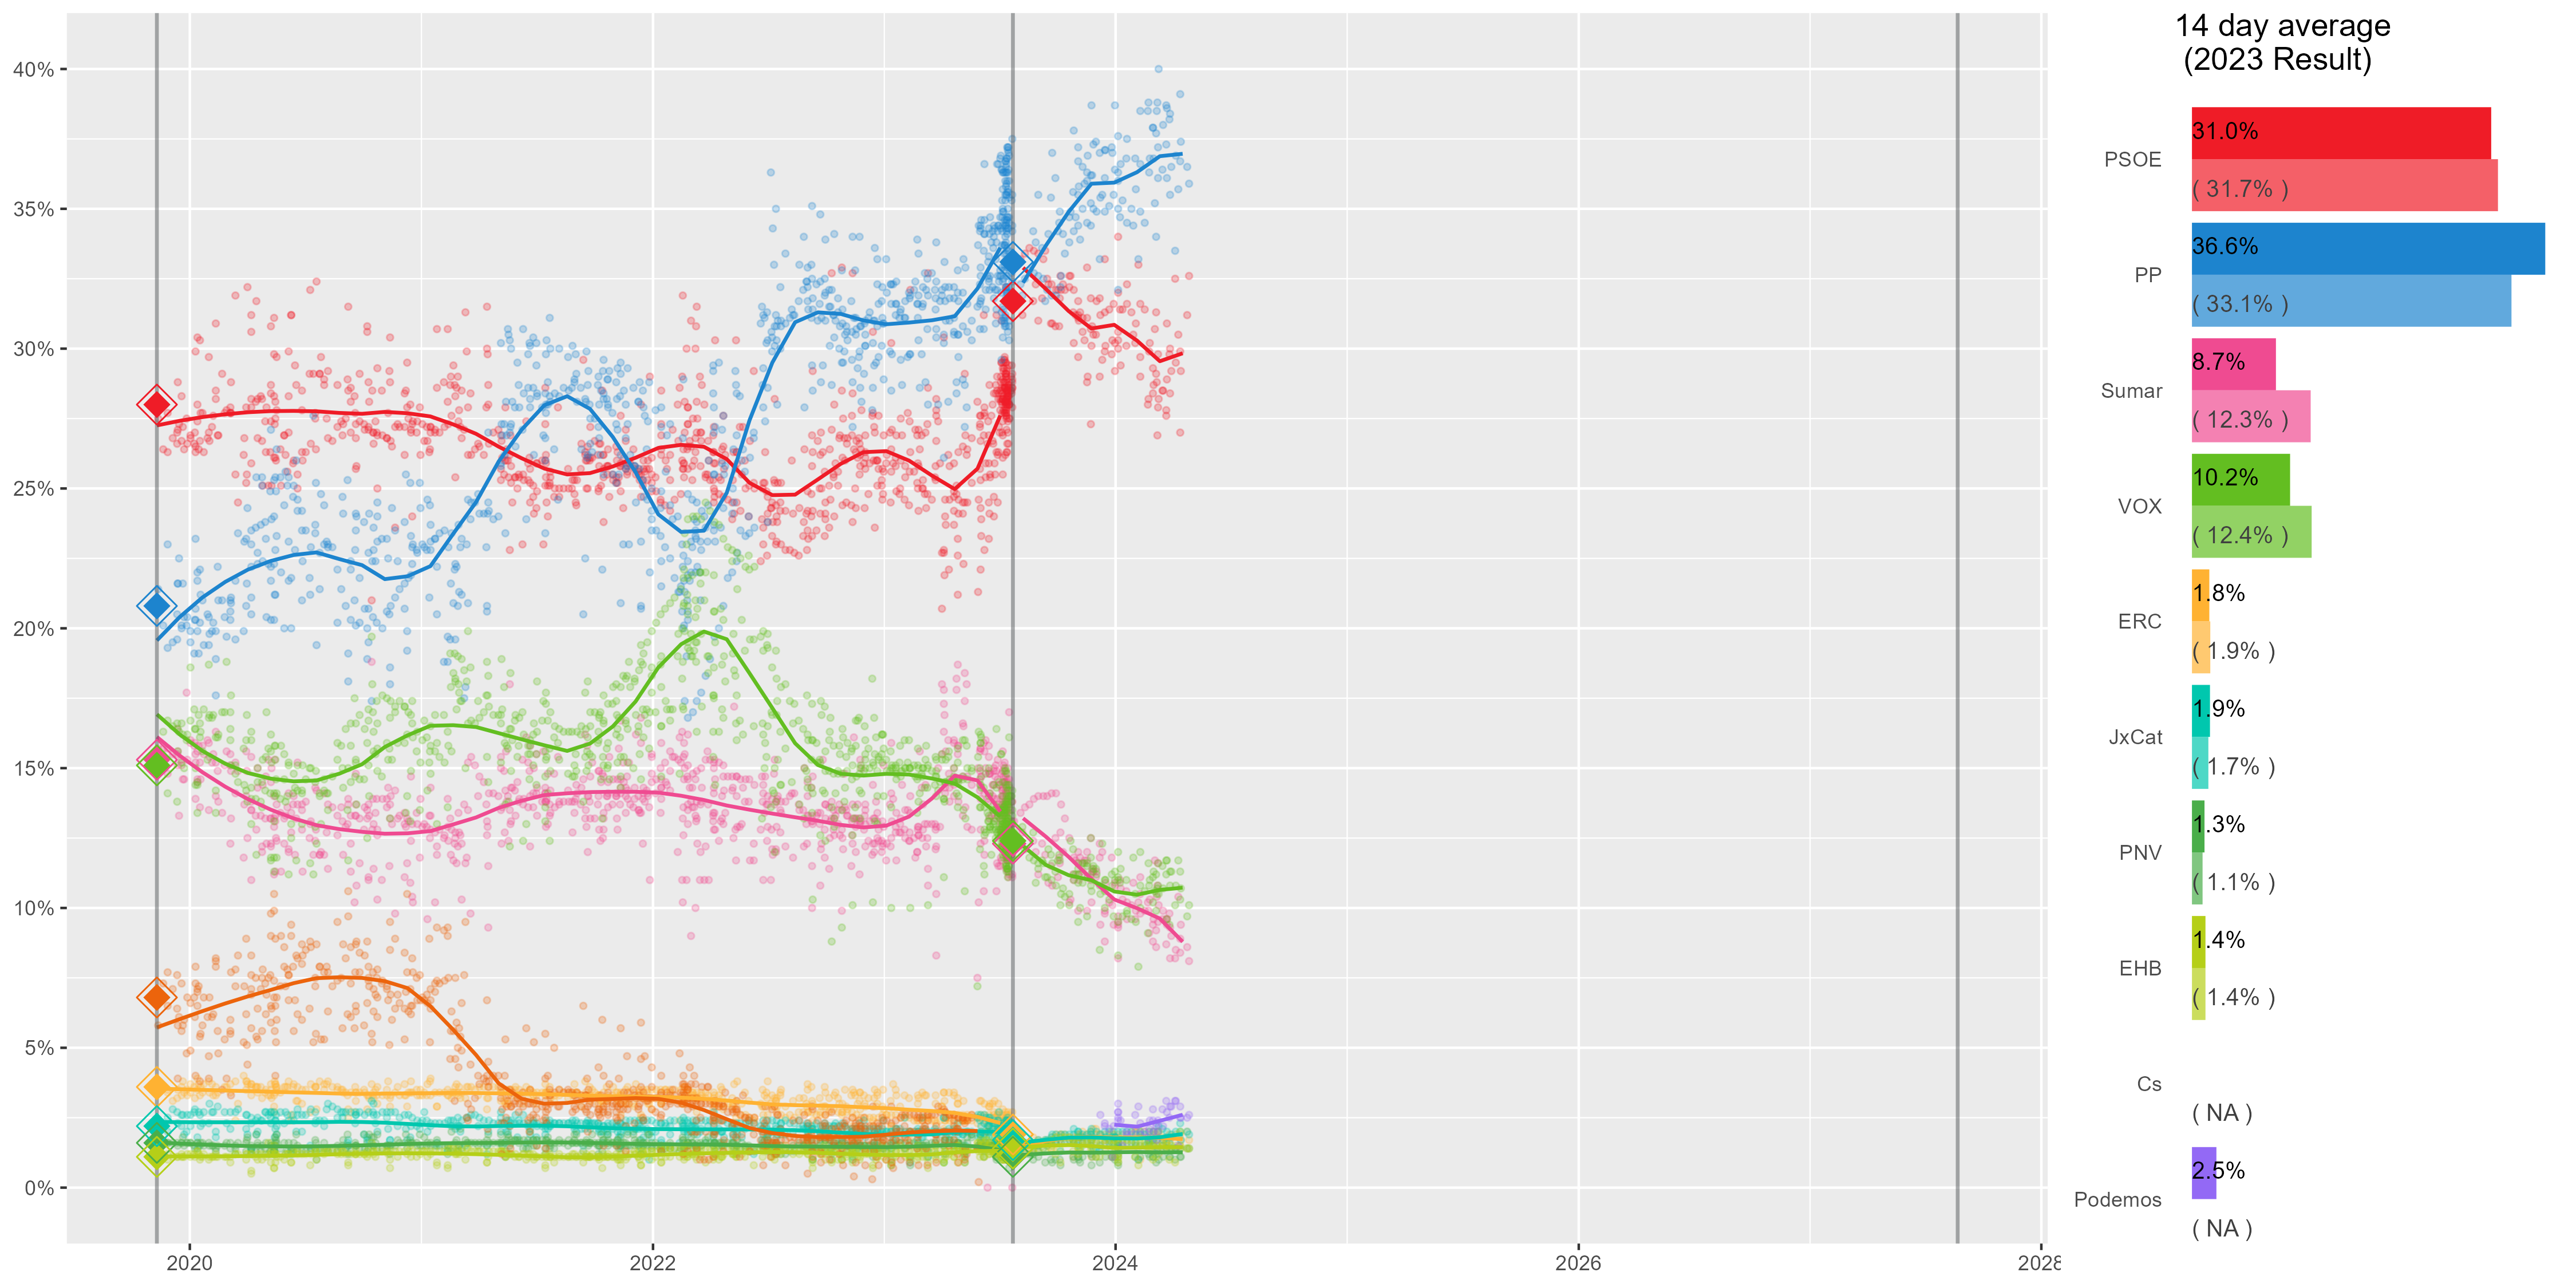 14 day average
(2023 Result)
40%
35%
30%
25%
20%
15%
10%
5%
0%
2020
2022
2024
2026
2028
PSOE
31.0%
( 31.7% )
PP
36.6%
( 33.1% )
Sumar
8.7%
( 12.3% )
VOX
10.2%
( 12.4% )
ERC
1.8%
( 1.9% )
JxCat
1.9%
( 1.7% )
PNV
1.3%
( 1.1% )
EHB
1.4%
( 1.4% )
Cs
( NA )
Podemos
2.5%
( NA )